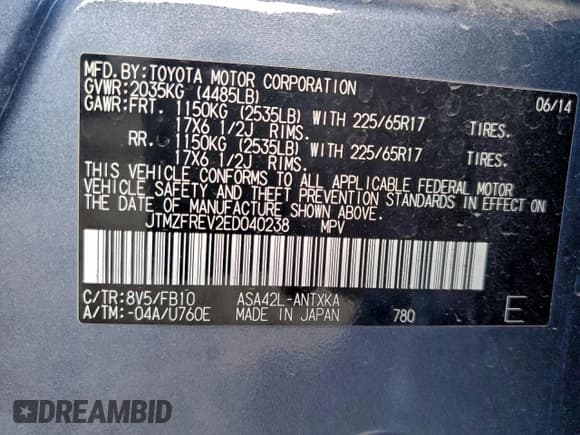 MFD.BY:TOYOTA MOTOR CORPORATION 06/14
GVWR:2035KG (4485LB)
GAWR:FRT. 1150KG (2535LB) WITH 225/65R17 TIRES.
17X6 1/2J RIMS.
RR. 1150KG (2535LB) WITH 225/65R17 TIRES.
17X6 1/2J RIMS.
THIS VEHICLE CONFORMS TO ALL APPLICABLE FEDERAL MOTOR
VEHICLE SAFETY AND THEFT PREVENTION STANDARDS IN EFFECT ON
THE DATE OF MANUFACTURE SHOWN ABOVE.
JTMZFREV2ED040238 MPV
C/TR:8V5/FB10 ASA42L-ANTXKA
A/TM:-04A/U760E MADE IN JAPAN 780 E
DREAMBID